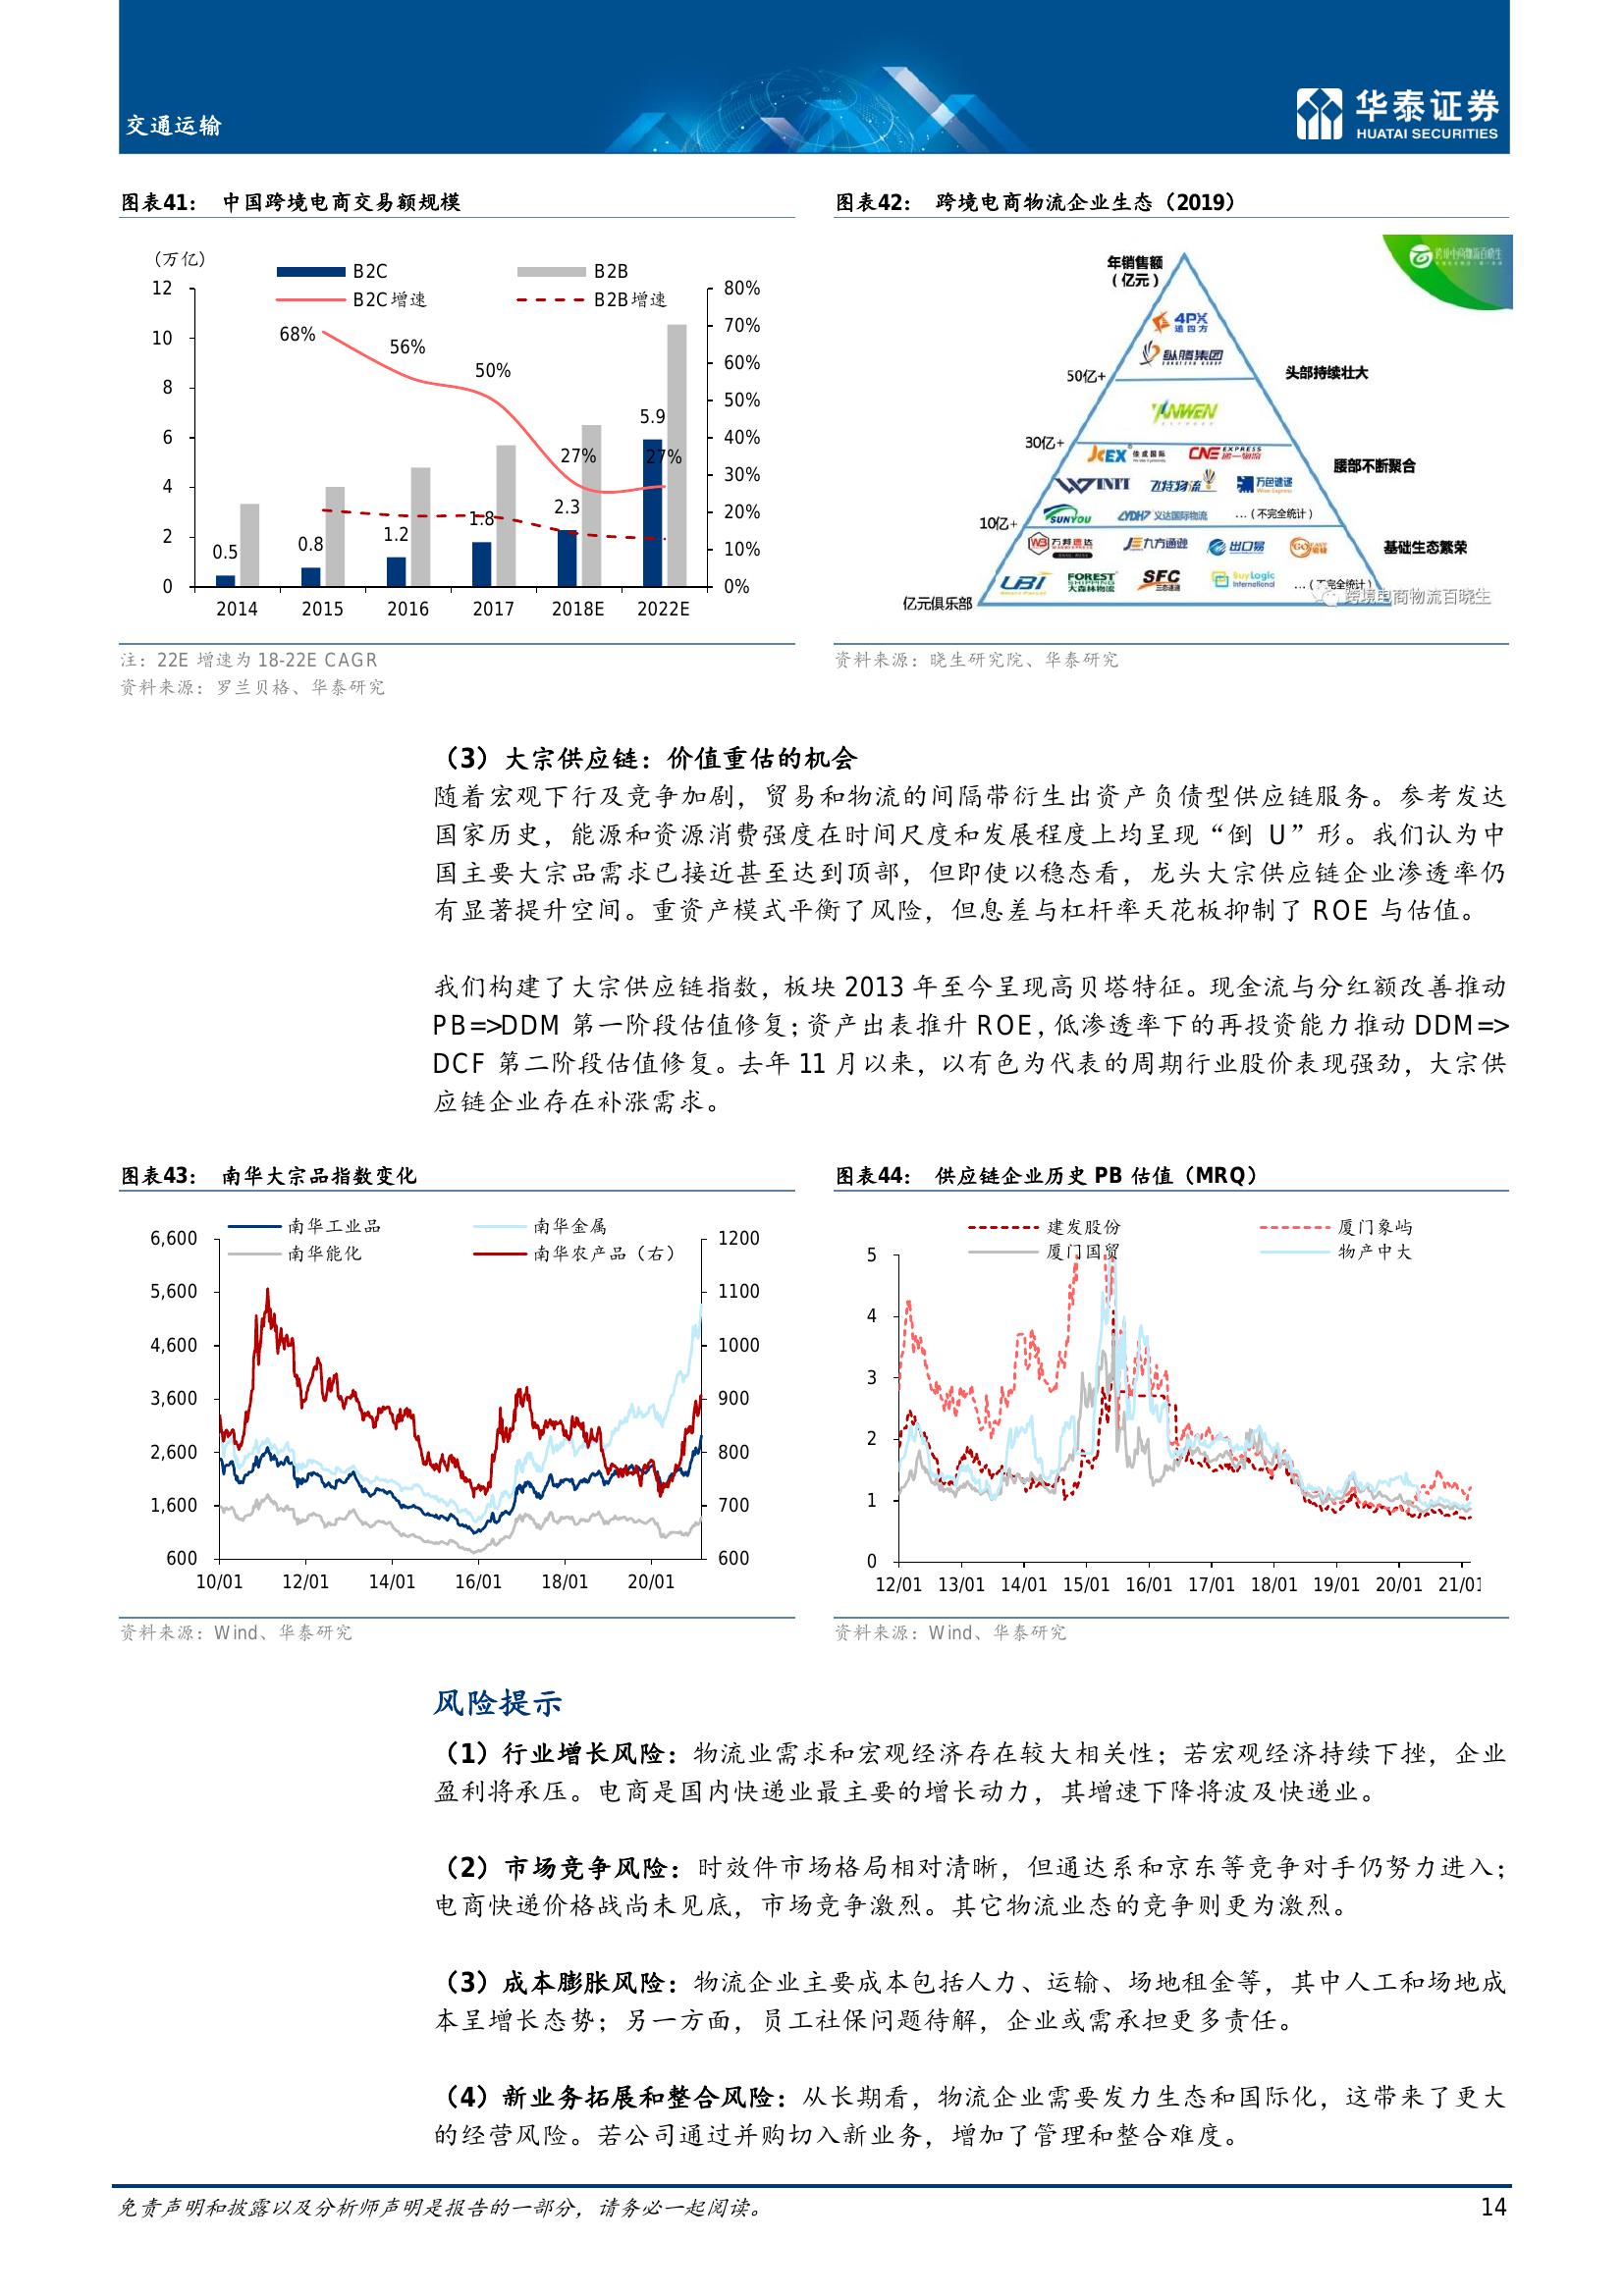 交通运输
华泰证券
HUATAI SECURITIES
图表41： 中国跨境电商交易额规模
（万亿）
B2C
B2B
B2C增速
B2B增速
12
10
8
6
4
2
0
80%
70%
60%
50%
40%
30%
20%
10%
0%
68%
56%
50%
27%
27%
0.5
0.8
1.2
1.8
2.3
5.9
2014
2015
2016
2017
2018E
2022E
注：22E 增速为 18-22E CAGR
资料来源：罗兰贝格、华泰研究
图表42： 跨境电商物流企业生态（2019）
年销售额
（亿元）
4PX
递四方
纵腾集团
50亿+
头部持续壮大
YANWEN
EXPRESS
30亿+
JCEX 佳成国际
CNE EXPRESS
腰部不断聚合
WINIT
飞特物流
万色速递
SUNYOU
义达国际物流
…（不完全统计）
10亿+
万邦速达
九方通逊
出口易
基础生态繁荣
UBI
FOREST
SHIPPING
大森林物流
SFC
BuyLogic
International
…（不完全统计）
亿元俱乐部
跨境电商物流百晓生
资料来源：晓生研究院、华泰研究
（3）大宗供应链：价值重估的机会
随着宏观下行及竞争加剧，贸易和物流的间隔带衍生出资产负债型供应链服务。参考发达
国家历史，能源和资源消费强度在时间尺度和发展程度上均呈现“倒 U”形。我们认为中
国主要大宗品需求已接近甚至达到顶部，但即使以稳态看，龙头大宗供应链企业渗透率仍
有显著提升空间。重资产模式平衡了风险，但息差与杠杆率天花板抑制了 ROE 与估值。
我们构建了大宗供应链指数，板块 2013 年至今呈现高贝塔特征。现金流与分红额改善推动
PB=>DDM 第一阶段估值修复；资产出表推升 ROE，低渗透率下的再投资能力推动 DDM=>
DCF 第二阶段估值修复。去年 11 月以来，以有色为代表的周期行业股价表现强劲，大宗供
应链企业存在补涨需求。
图表43： 南华大宗品指数变化
南华工业品
南华金属
南华能化
南华农产品（右）
6,600
5,600
4,600
3,600
2,600
1,600
600
1200
1100
1000
900
800
700
600
10/01
12/01
14/01
16/01
18/01
20/01
资料来源：Wind、华泰研究
图表44： 供应链企业历史 PB 估值（MRQ）
建发股份
厦门象屿
厦门国贸
物产中大
5
4
3
2
1
0
12/01
13/01
14/01
15/01
16/01
17/01
18/01
19/01
20/01
21/01
资料来源：Wind、华泰研究
风险提示
（1）行业增长风险：物流业需求和宏观经济存在较大相关性；若宏观经济持续下挫，企业
盈利将承压。电商是国内快递业最主要的增长动力，其增速下降将波及快递业。
（2）市场竞争风险：时效件市场格局相对清晰，但通达系和京东等竞争对手仍努力进入；
电商快递价格战尚未见底，市场竞争激烈。其它物流业态的竞争则更为激烈。
（3）成本膨胀风险：物流企业主要成本包括人力、运输、场地租金等，其中人工和场地成
本呈增长态势；另一方面，员工社保问题待解，企业或需承担更多责任。
（4）新业务拓展和整合风险：从长期看，物流企业需要发力生态和国际化，这带来了更大
的经营风险。若公司通过并购切入新业务，增加了管理和整合难度。
免责声明和披露以及分析师声明是报告的一部分，请务必一起阅读。
14